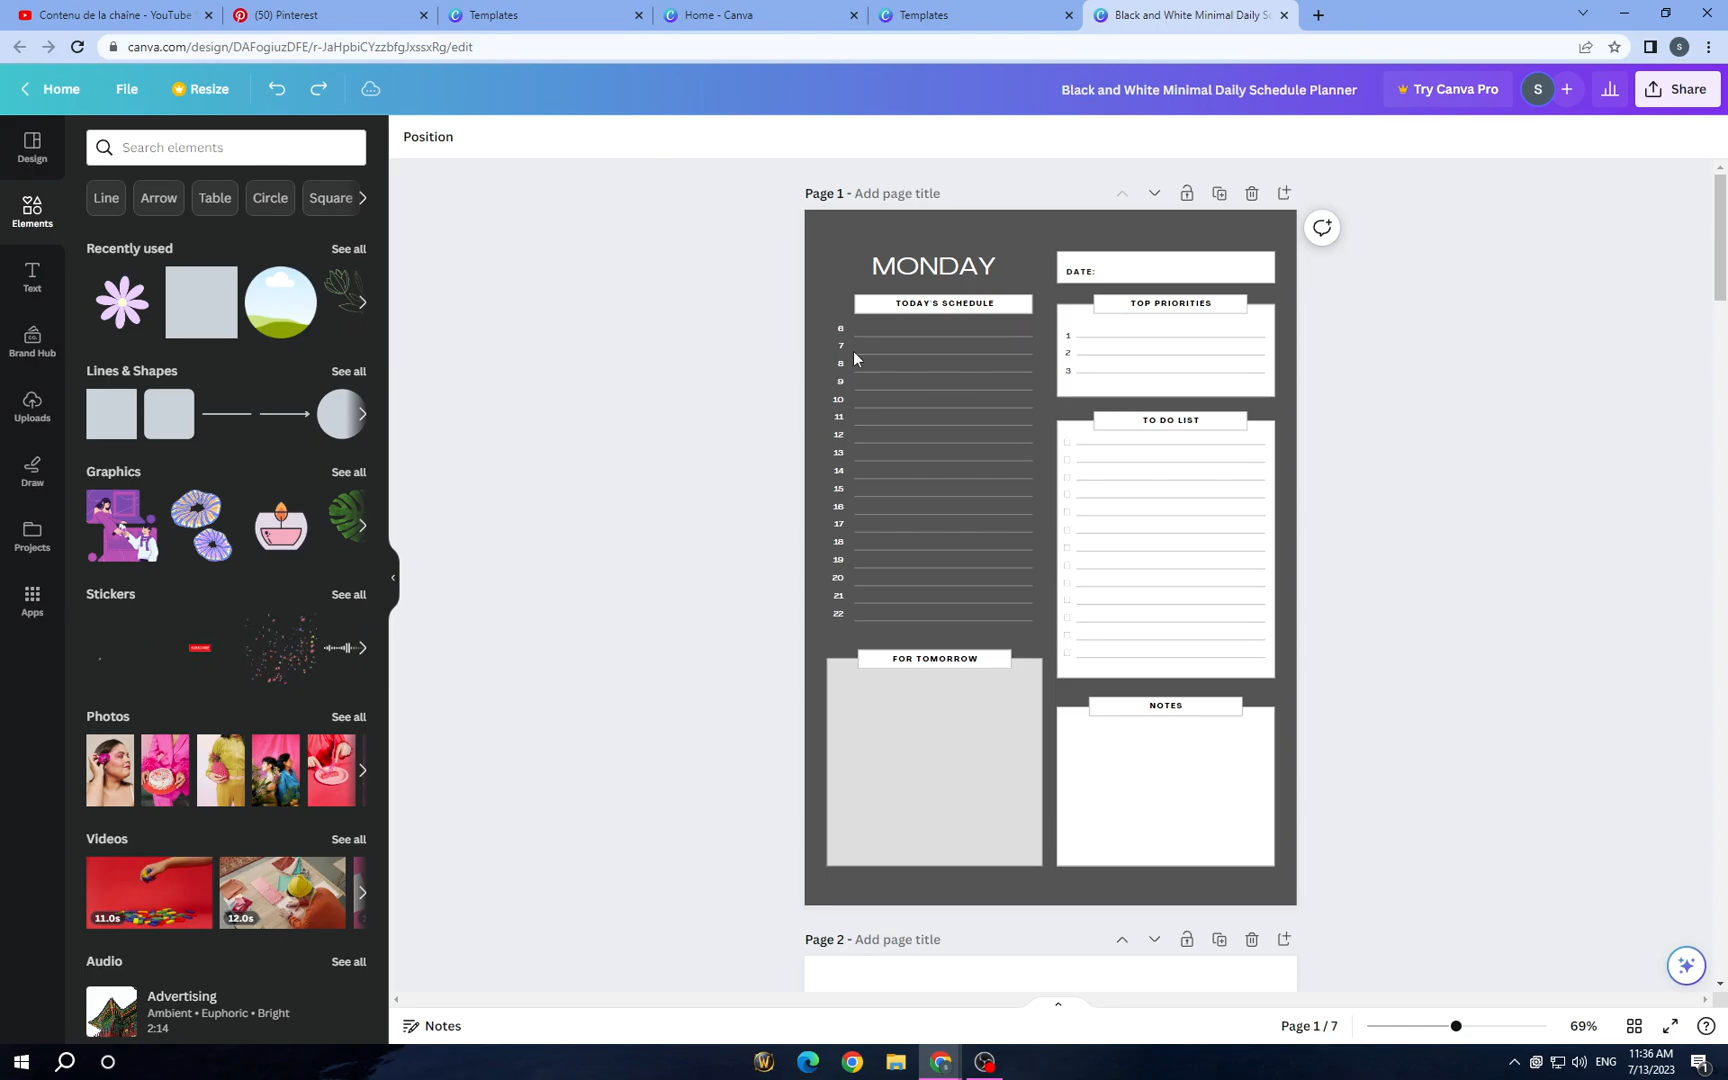 Contenu de la chaîne - YouTube
(50) Pinterest
Templates
Home - Canva
Templates
Black and White Minimal Daily Sc
canva.com/design/DAFogiuzDFE/r-JaHpbiCYzzbfgJxssxRg/edit
S
Home
File
Resize
Black and White Minimal Daily Schedule Planner
Try Canva Pro
S
Share
Design
Elements
Text
Brand Hub
Uploads
Draw
Projects
Apps
Search elements
Line
Arrow
Table
Circle
Square
Recently used
See all
Lines & Shapes
See all
Graphics
See all
Stickers
See all
SUBSCRIBE
Photos
See all
Videos
See all
11.0s
12.0s
Audio
See all
Advertising
Ambient • Euphoric • Bright
2:14
Position
Page 1 - Add page title
MONDAY
DATE:
TODAY'S SCHEDULE
6
7
8
9
10
11
12
13
14
15
16
17
18
19
20
21
22
TOP PRIORITIES
1
2
3
TO DO LIST
FOR TOMORROW
NOTES
Page 2 - Add page title
Notes
Page 1 / 7
69%
ENG
11:36 AM
7/13/2023
1